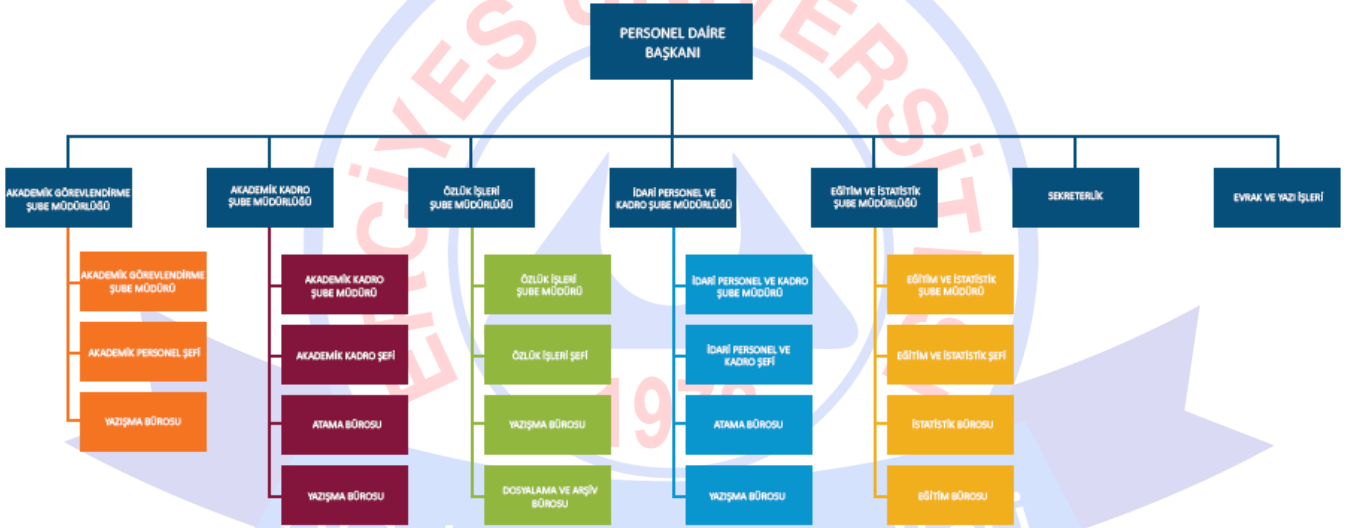 PERSONEL DAİRE
BAŞKANI
AKADEMİK GÖREVLENDİRME
ŞUBE MÜDÜRLÜĞÜ
AKADEMİK KADRO
ŞUBE MÜDÜRLÜĞÜ
ÖZLÜK İŞLERİ
ŞUBE MÜDÜRLÜĞÜ
İDARİ PERSONEL VE
KADRO ŞUBE MÜDÜRLÜĞÜ
EĞİTİM VE İSTATİSTİK
ŞUBE MÜDÜRLÜĞÜ
SEKRETERLİK
EVRAK VE YAZI İŞLERİ
AKADEMİK GÖREVLENDİRME
ŞUBE MÜDÜRÜ
AKADEMİK PERSONEL ŞEFİ
YAZIŞMA BÜROSU
AKADEMİK KADRO
ŞUBE MÜDÜRÜ
AKADEMİK KADRO ŞEFİ
ATAMA BÜROSU
YAZIŞMA BÜROSU
ÖZLÜK İŞLERİ
ŞUBE MÜDÜRÜ
ÖZLÜK İŞLERİ ŞEFİ
YAZIŞMA BÜROSU
DOSYALAMA VE ARŞİV
BÜROSU
İDARİ PERSONEL VE KADRO
ŞUBE MÜDÜRÜ
İDARİ PERSONEL VE
KADRO ŞEFİ
ATAMA BÜROSU
YAZIŞMA BÜROSU
EĞİTİM VE İSTATİSTİK
ŞUBE MÜDÜRÜ
EĞİTİM VE İSTATİSTİK ŞEFİ
İSTATİSTİK BÜROSU
EĞİTİM BÜROSU